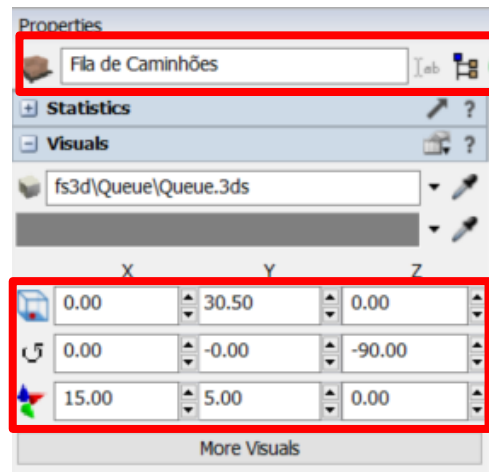 Properties
Fila de Caminhões
ab
Statistics ?
Visuals ?
fs3d\Queue\Queue.3ds
X Y Z
0.00 30.50 0.00
0.00 -0.00 -90.00
15.00 5.00 0.00
More Visuals